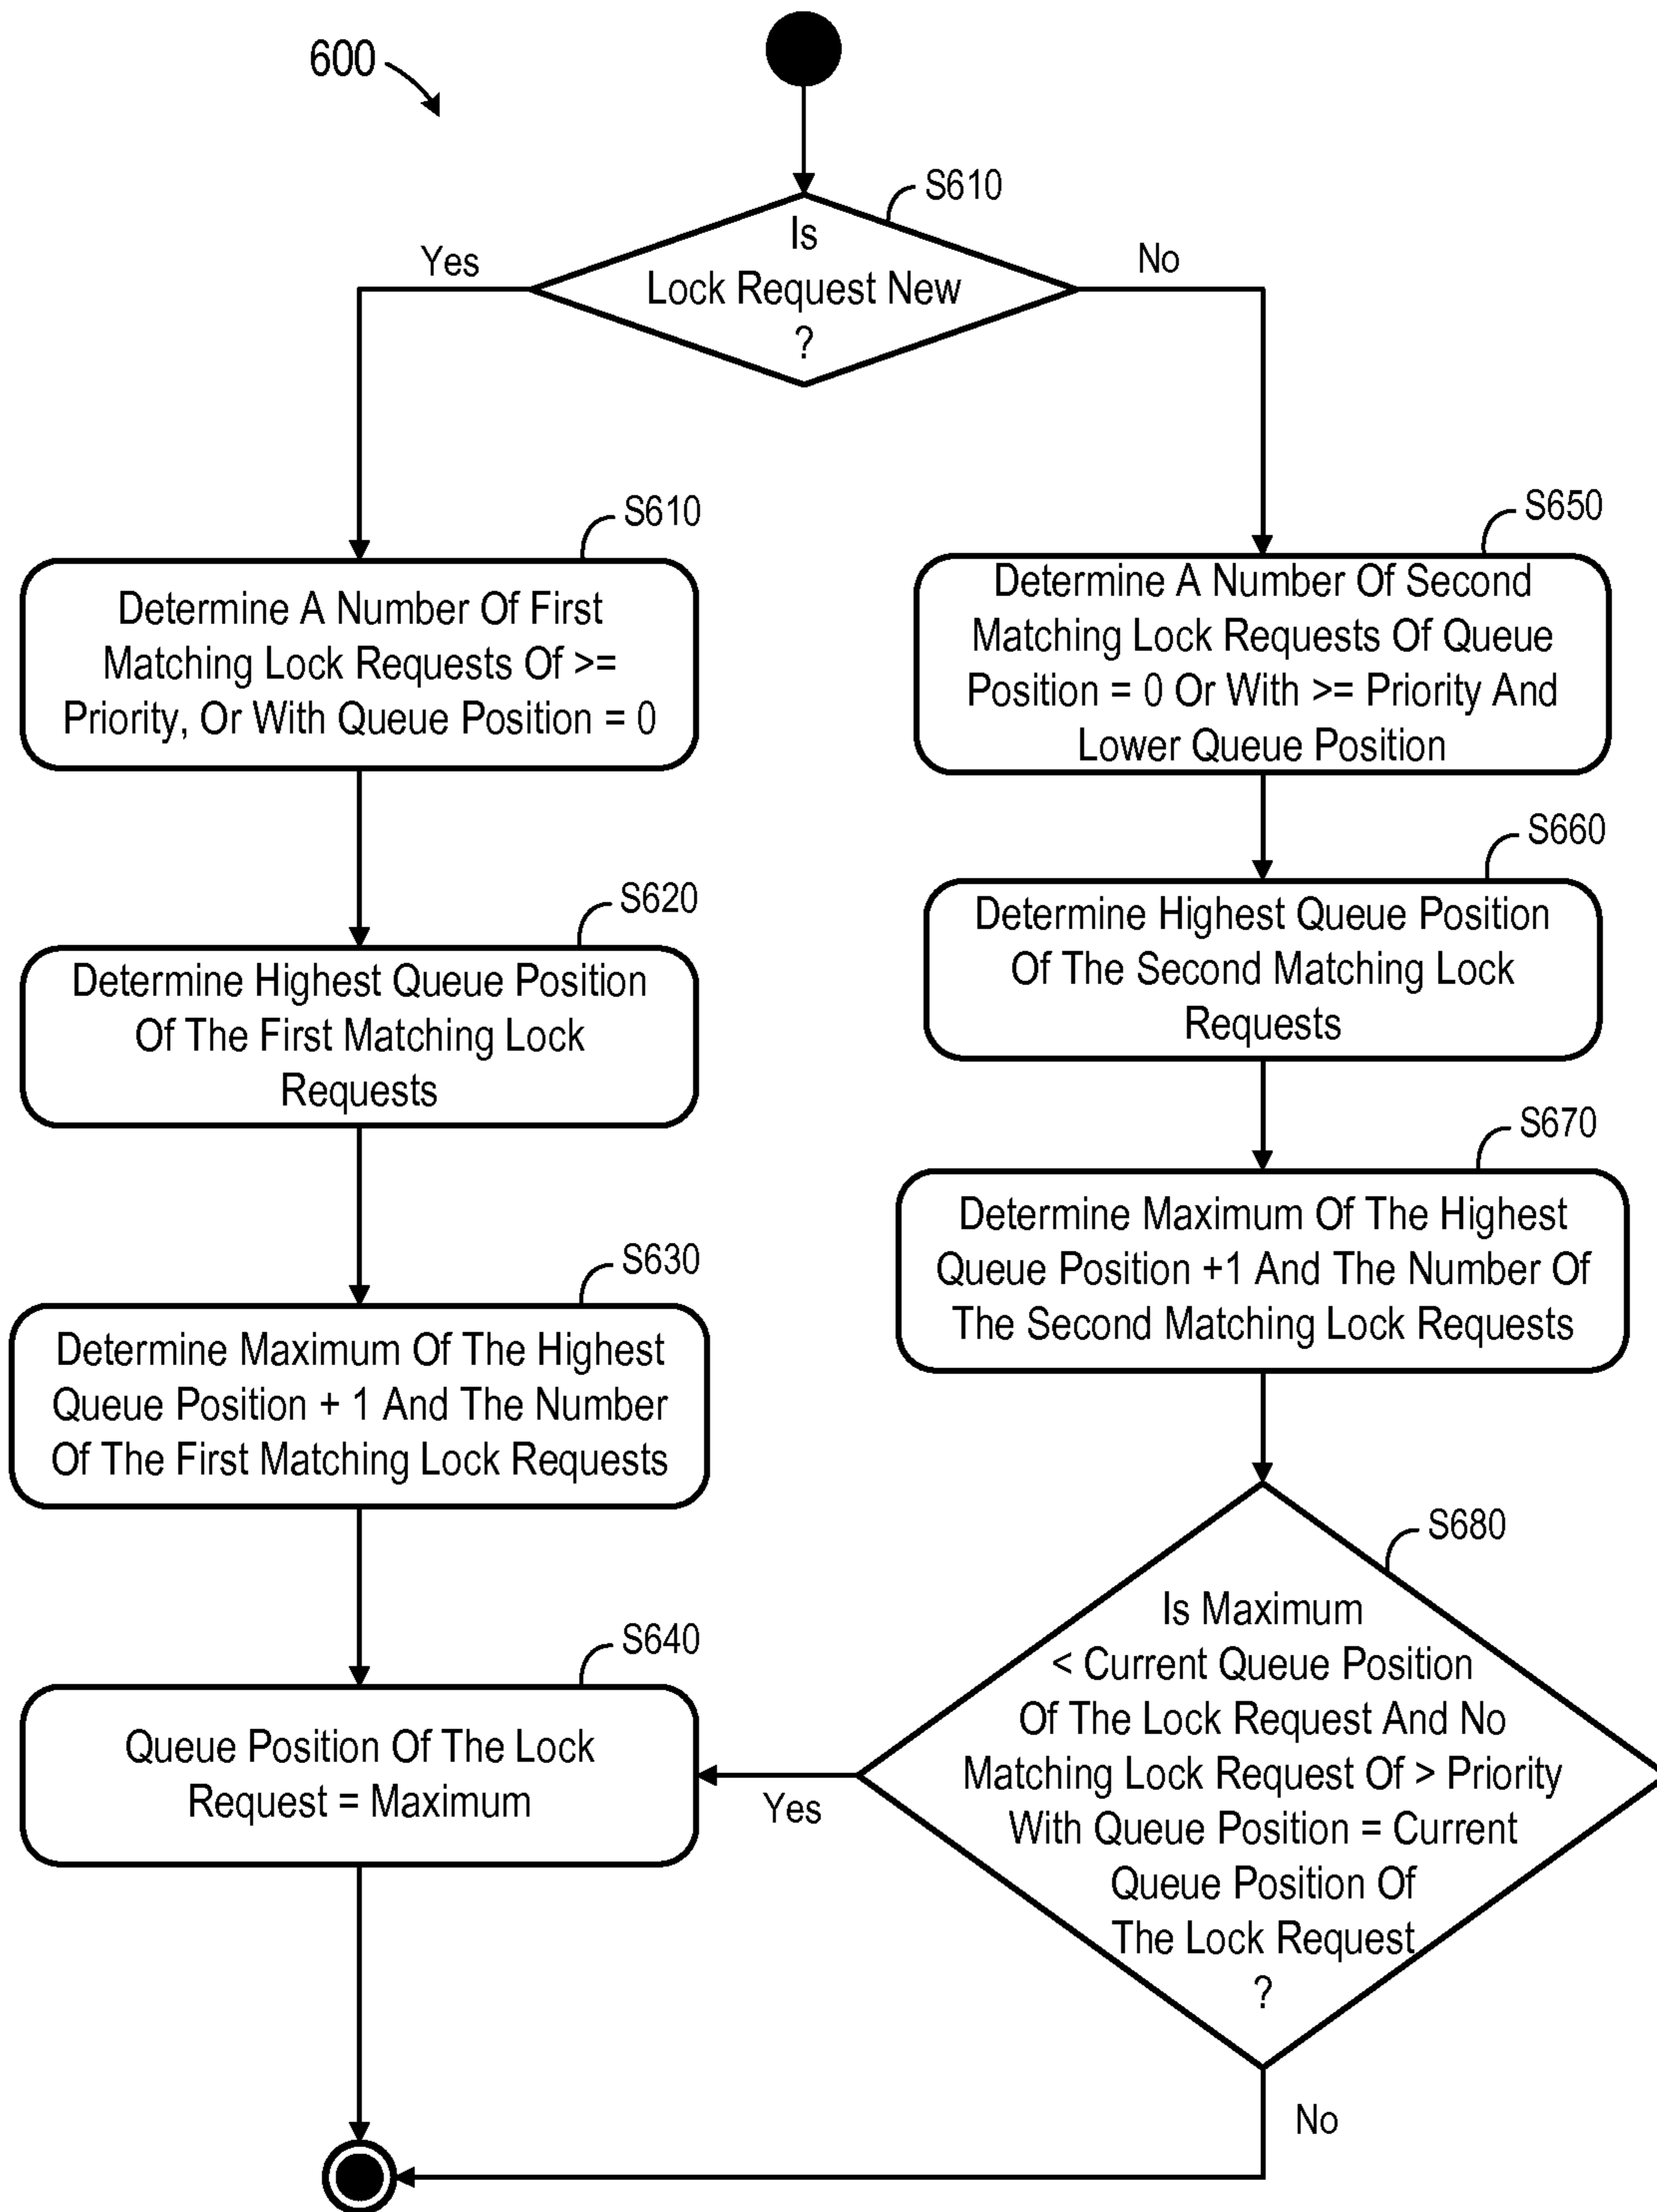 600
S610
Is
Lock Request New
?
Yes
No
S610
Determine A Number Of First
Matching Lock Requests Of >=
Priority, Or With Queue Position = 0
S620
Determine Highest Queue Position
Of The First Matching Lock
Requests
S630
Determine Maximum Of The Highest
Queue Position + 1 And The Number
Of The First Matching Lock Requests
S640
Queue Position Of The Lock
Request = Maximum
S650
Determine A Number Of Second
Matching Lock Requests Of Queue
Position = 0 Or With >= Priority And
Lower Queue Position
S660
Determine Highest Queue Position
Of The Second Matching Lock
Requests
S670
Determine Maximum Of The Highest
Queue Position +1 And The Number Of
The Second Matching Lock Requests
S680
Is Maximum
< Current Queue Position
Of The Lock Request And No
Matching Lock Request Of > Priority
With Queue Position = Current
Queue Position Of
The Lock Request
?
Yes
No